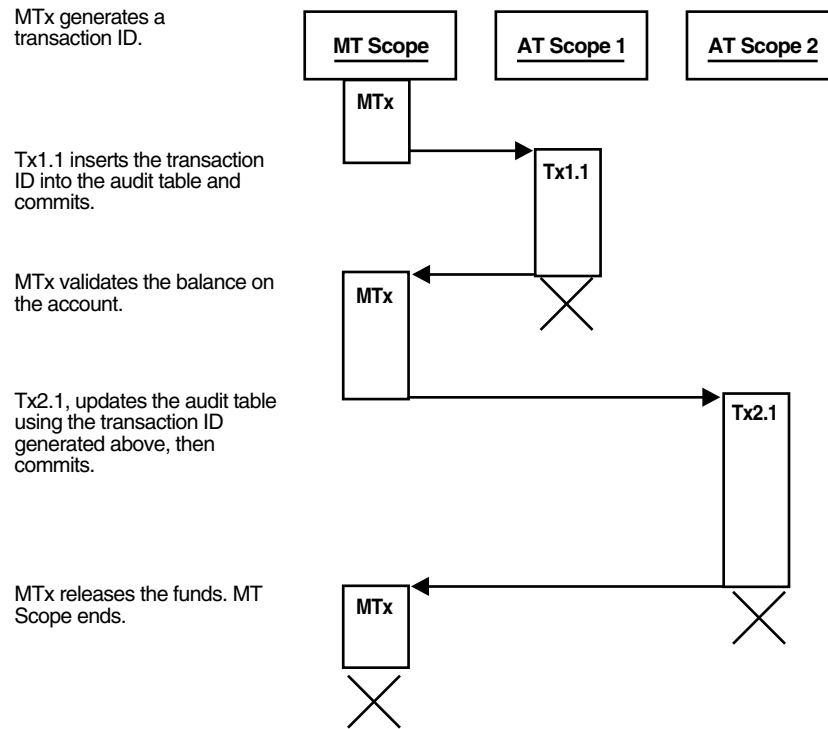 MTx generates a
transaction ID.
MT Scope
AT Scope 1
AT Scope 2
MTx
Tx1.1 inserts the transaction
ID into the audit table and
commits.
Tx1.1
MTx validates the balance on
the account.
MTx
Tx2.1, updates the audit table
using the transaction ID
generated above, then
commits.
Tx2.1
MTx releases the funds. MT
Scope ends.
MTx